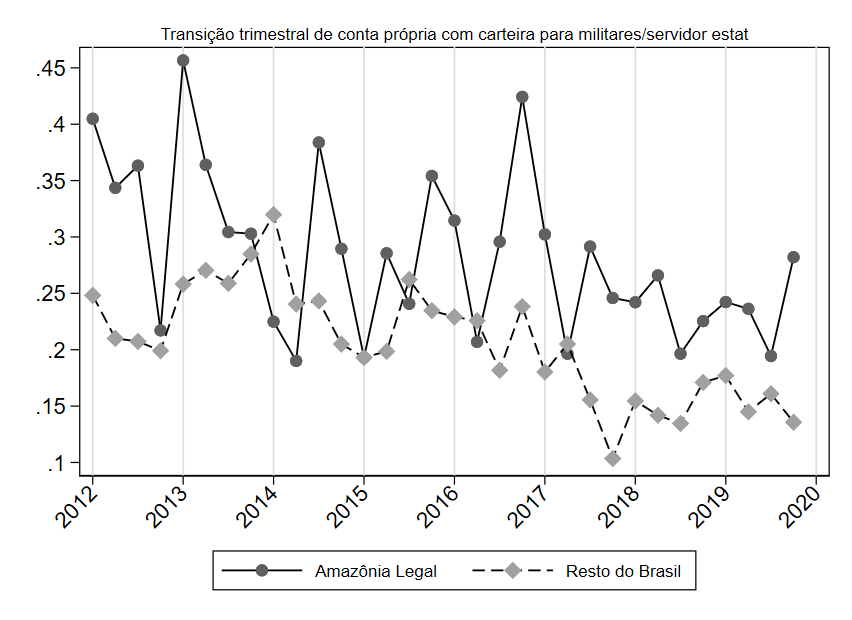 Transição trimestral de conta própria com carteira para militares/servidor estat
.45
.4
.35
.3
.25
.2
.15
.1
2012 2013 2014 2015 2016 2017 2018 2019 2020
Amazônia Legal Resto do Brasil